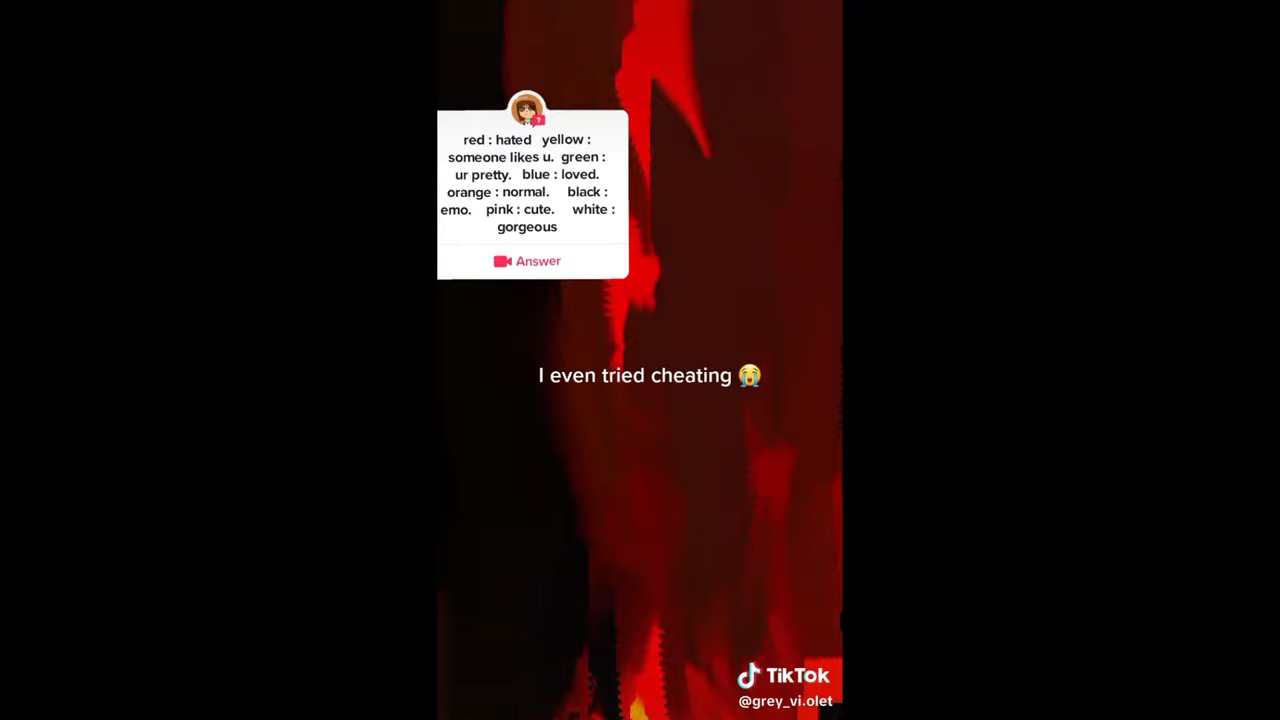 red : hated yellow :
someone likes u. green :
ur pretty. blue : loved.
orange : normal. black :
emo. pink : cute. white :
gorgeous
Answer
I even tried cheating 😭
TikTok
@grey_vi.olet